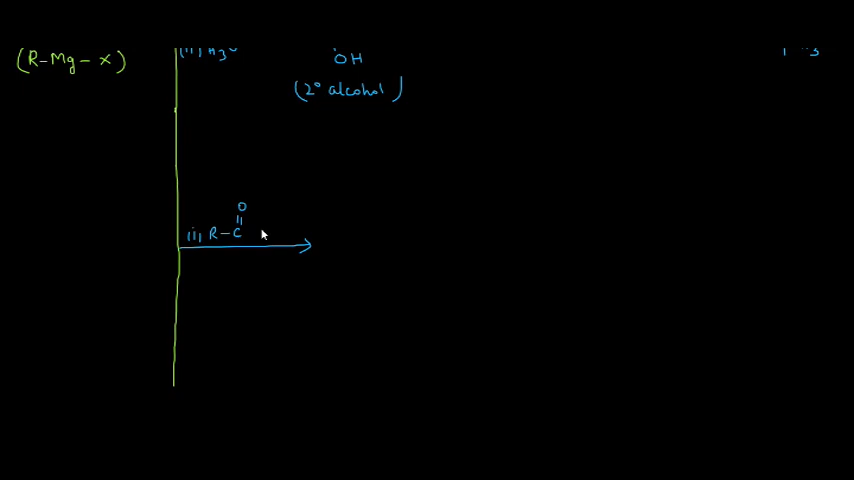 (R-Mg-X)
OH
(2° alcohol)
O
||
(i) R-C